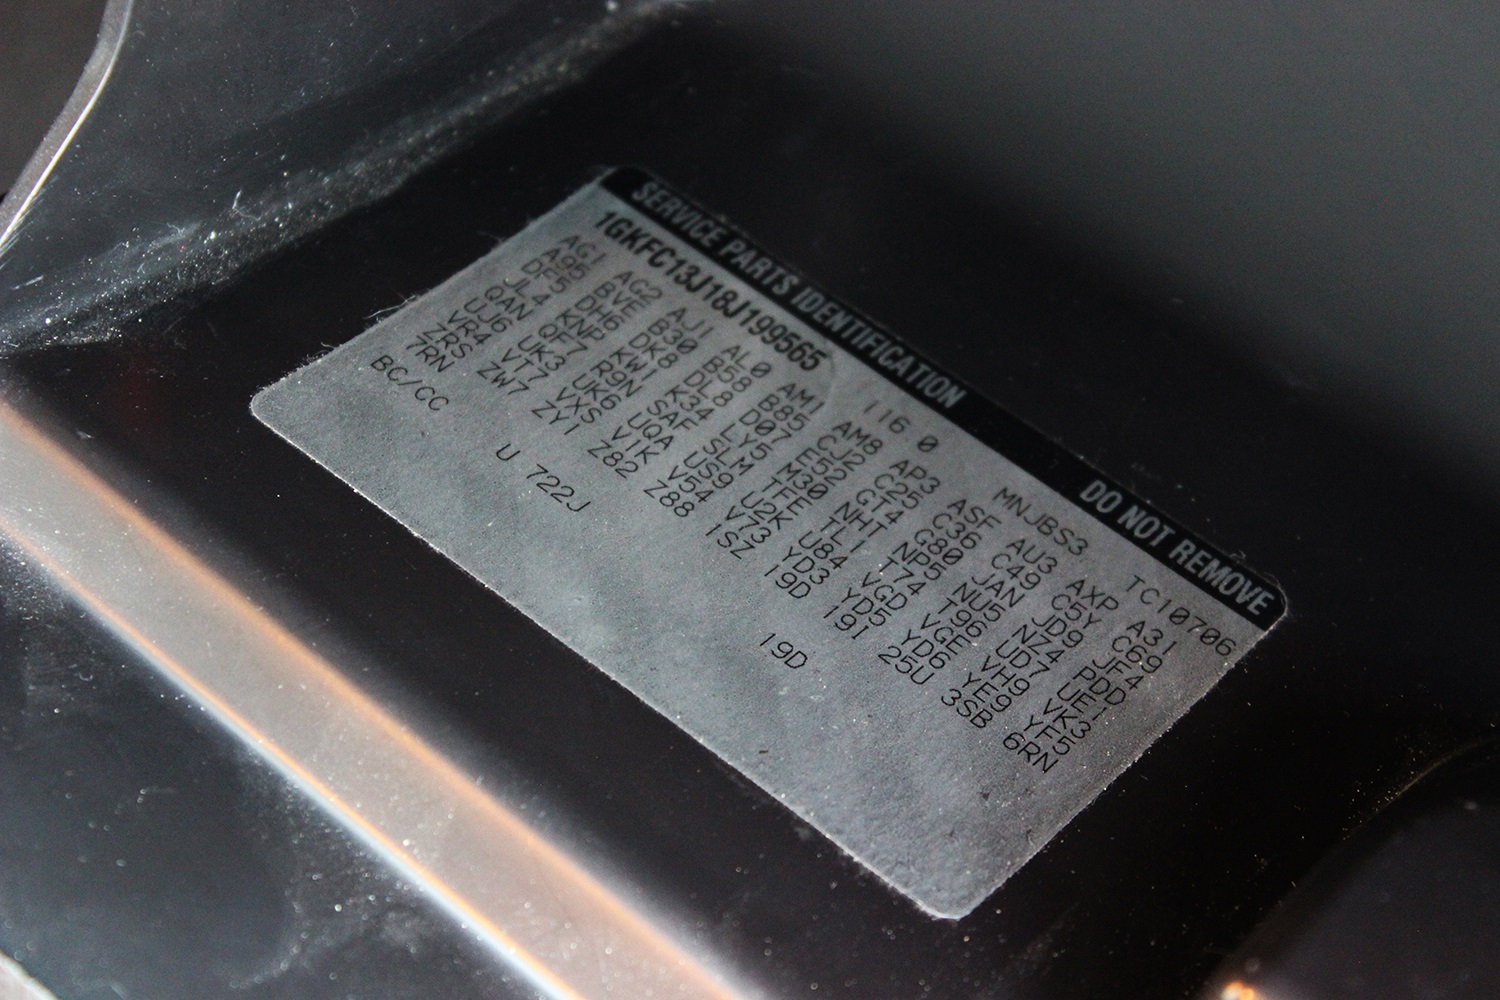 SERVICE PARTS IDENTIFICATION DO NOT REMOVE
1GKFC13J18J199565 116 0 MNJBS3 TC10706
AG1 AG2 AJ1 AL0 AM1 AM8 AP3 ASF AU3 AXP A31
A95 BVE B30 B58 B85 CJ2 C25 C36 C49 C5Y C69
DF5 DH6 DK8 DL8 D07 E52 GT4 G80 JAN JD9 JF4
JL4 KNP KW1 K34 LY5 M30 NHT NP5 NU5 NZ4 PDD
QAN QF7 R9N SAF SLM TFE TL1 T74 T96 UD7 UE1
UJ6 UK3 UK6 UQA US9 U2K U84 VGD VGE VH9 VK3
VR4 VT7 VXS V1K V54 V73 YD3 YD5 YD6 YE9 YF5
ZRS ZW7 ZY1 Z82 Z88 1SZ 19D 19I 25U 3SB 6RN
7RN
BC/CC U 722J 19D